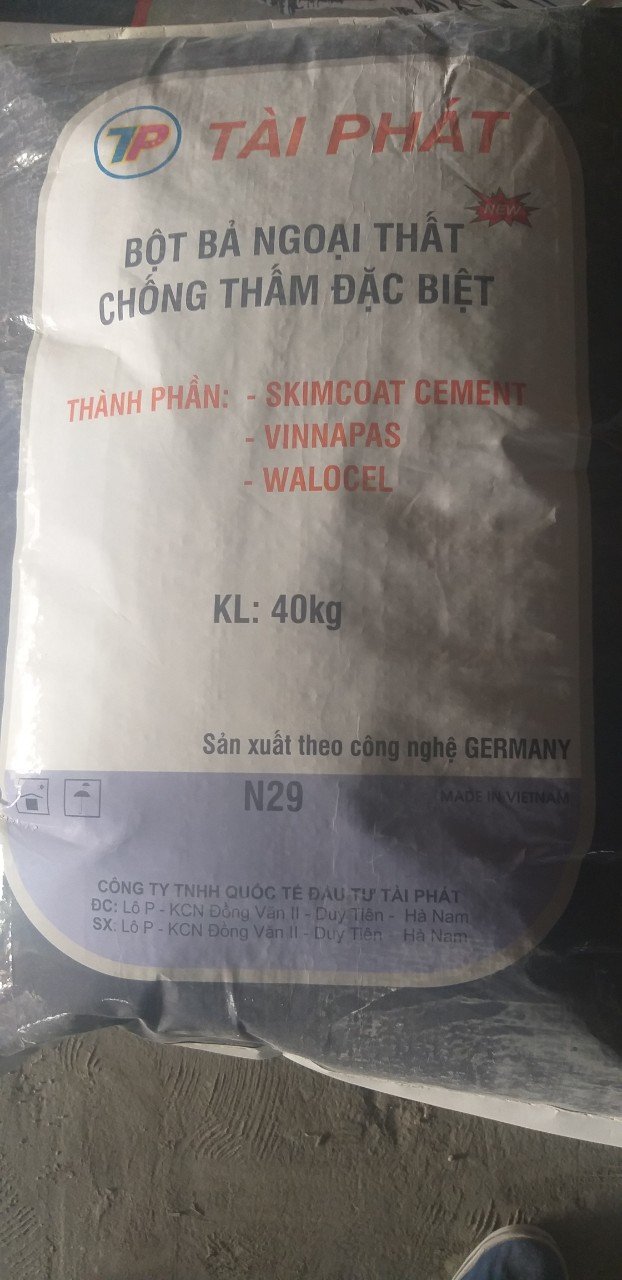 TP TÀI PHÁT
NEW
BỘT BẢ NGOẠI THẤT
CHỐNG THẤM ĐẶC BIỆT
THÀNH PHẦN: - SKIMCOAT CEMENT
- VINNAPAS
- WALOCEL
KL: 40kg
Sản xuất theo công nghệ GERMANY
N29
MADE IN VIETNAM
CÔNG TY TNHH QUỐC TẾ ĐẦU TƯ TÀI PHÁT
ĐC: Lô P - KCN Đồng Văn II - Duy Tiên - Hà Nam
SX: Lô P - KCN Đồng Văn II - Duy Tiên - Hà Nam